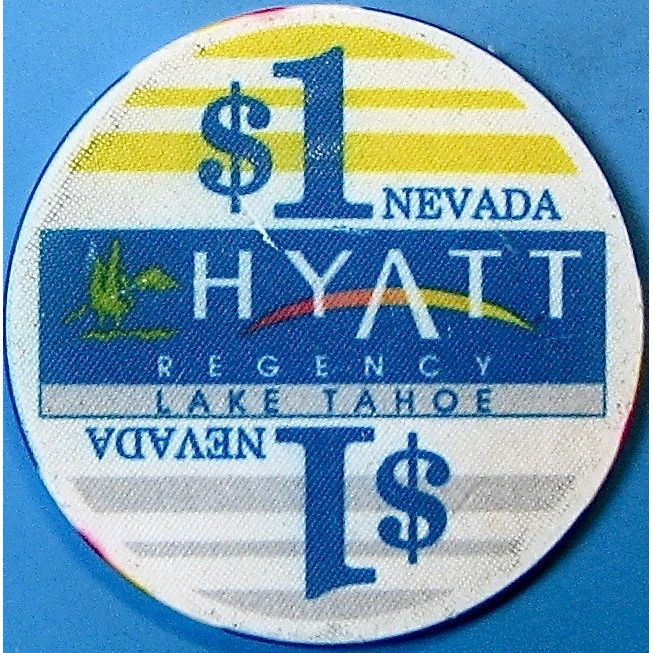 $1
NEVADA
HYATT
REGENCY
LAKE TAHOE
NEVADA
$1